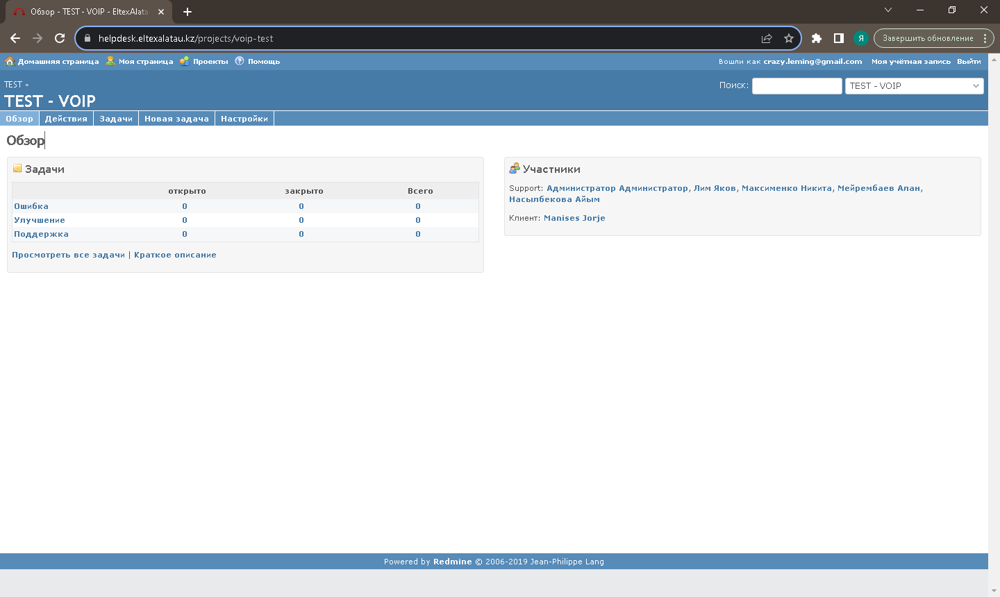 Обзор - TEST - VOIP - EltexAlata
helpdesk.eltexalatau.kz/projects/voip-test
Я
Завершить обновление
Домашняя страница Моя страница Проекты Помощь
Вошли как crazy.leming@gmail.com Моя учётная запись Выйти
TEST »
Поиск: TEST - VOIP
TEST - VOIP
Обзор Действия Задачи Новая задача Настройки
Обзор
Задачи
открыто закрыто Всего
Ошибка 0 0 0
Улучшение 0 0 0
Поддержка 0 0 0
Просмотреть все задачи | Краткое описание
Участники
Support: Администратор Администратор, Лим Яков, Максименко Никита, Мейрембаев Алан,
Насылбекова Айым
Клиент: Manises Jorje
Powered by Redmine © 2006-2019 Jean-Philippe Lang